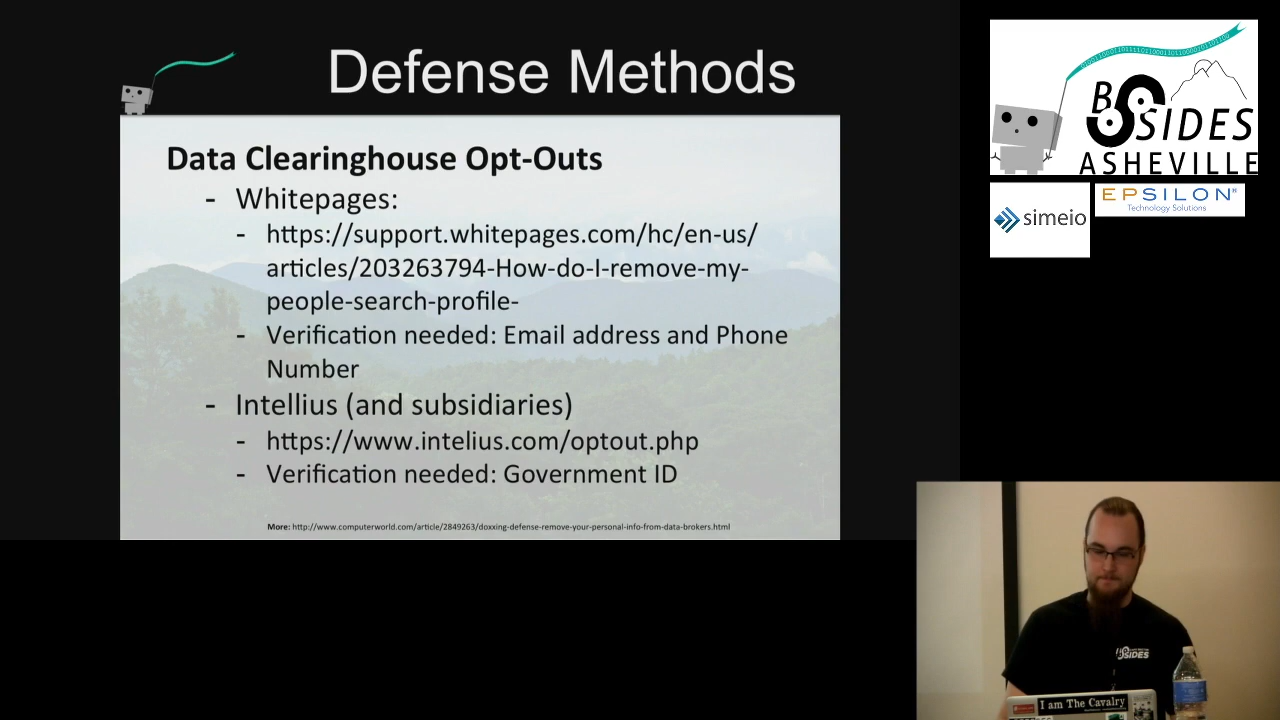 Defense Methods
Data Clearinghouse Opt-Outs
- Whitepages:
- https://support.whitepages.com/hc/en-us/
articles/203263794-How-do-I-remove-my-
people-search-profile-
- Verification needed: Email address and Phone
Number
- Intellius (and subsidiaries)
- https://www.intelius.com/optout.php
- Verification needed: Government ID
More: http://www.computerworld.com/article/2849263/doxxing-defense-remove-your-personal-info-from-data-brokers.html
BSIDES
ASHEVILLE
simeio
EPSILON®
Technology Solutions
BSIDES
I am The Cavalry